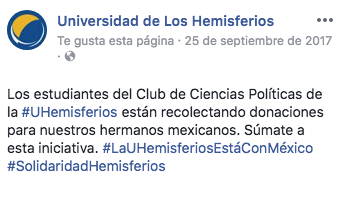 Universidad de Los Hemisferios
Te gusta esta página · 25 de septiembre de 2017
·
Los estudiantes del Club de Ciencias Políticas de
la #UHemisferios están recolectando donaciones
para nuestros hermanos mexicanos. Súmate a
esta iniciativa. #LaUHemisferiosEstáConMéxico
#SolidaridadHemisferios